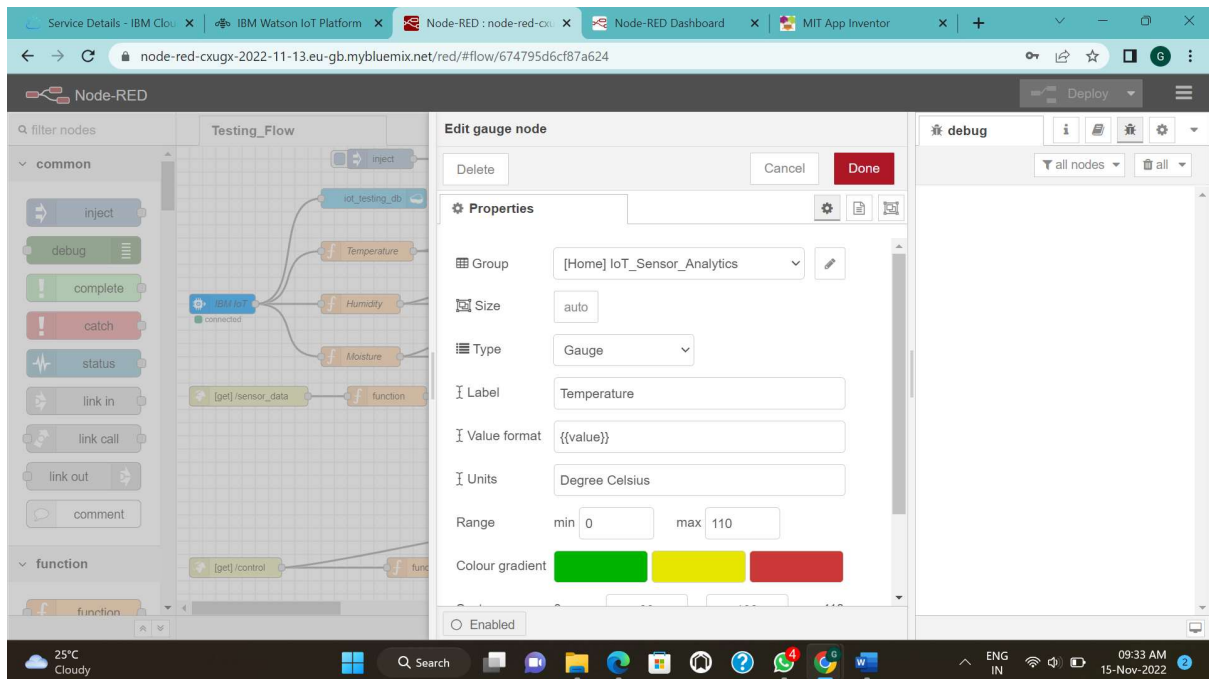 Service Details - IBM Clou
IBM Watson IoT Platform
Node-RED : node-red-cxu
Node-RED Dashboard
MIT App Inventor
node-red-cxugx-2022-11-13.eu-gb.mybluemix.net/red/#flow/674795d6cf87a624
G
Node-RED
Deploy
filter nodes
Testing_Flow
Edit gauge node
debug
i
common
inject
Delete
Cancel
Done
all nodes
all
iot_testing_db
Properties
inject
debug
Temperature
Group
[Home] IoT_Sensor_Analytics
complete
IBM IoT
Humidity
Size
auto
connected
catch
Type
Gauge
status
Moisture
link in
[get] /sensor_data
function
Label
Temperature
link call
Value format
{{value}}
link out
Units
Degree Celsius
comment
Range
min
0
max
110
function
[get] /control
func
Colour gradient
function
Enabled
25°C
Cloudy
Search
4
G
W
ENG
IN
09:33 AM
15-Nov-2022
2